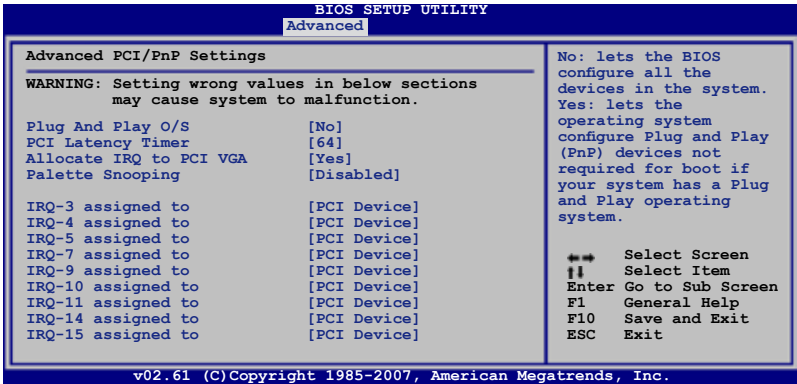 BIOS SETUP UTILITY
Advanced
Advanced PCI/PnP Settings
WARNING: Setting wrong values in below sections
may cause system to malfunction.
Plug And Play O/S [No]
PCI Latency Timer [64]
Allocate IRQ to PCI VGA [Yes]
Palette Snooping [Disabled]
IRQ-3 assigned to [PCI Device]
IRQ-4 assigned to [PCI Device]
IRQ-5 assigned to [PCI Device]
IRQ-7 assigned to [PCI Device]
IRQ-9 assigned to [PCI Device]
IRQ-10 assigned to [PCI Device]
IRQ-11 assigned to [PCI Device]
IRQ-14 assigned to [PCI Device]
IRQ-15 assigned to [PCI Device]
No: lets the BIOS
configure all the
devices in the system.
Yes: lets the
operating system
configure Plug and Play
(PnP) devices not
required for boot if
your system has a Plug
and Play operating
system.
←→ Select Screen
↑↓ Select Item
Enter Go to Sub Screen
F1 General Help
F10 Save and Exit
ESC Exit
v02.61 (C)Copyright 1985-2007, American Megatrends, Inc.